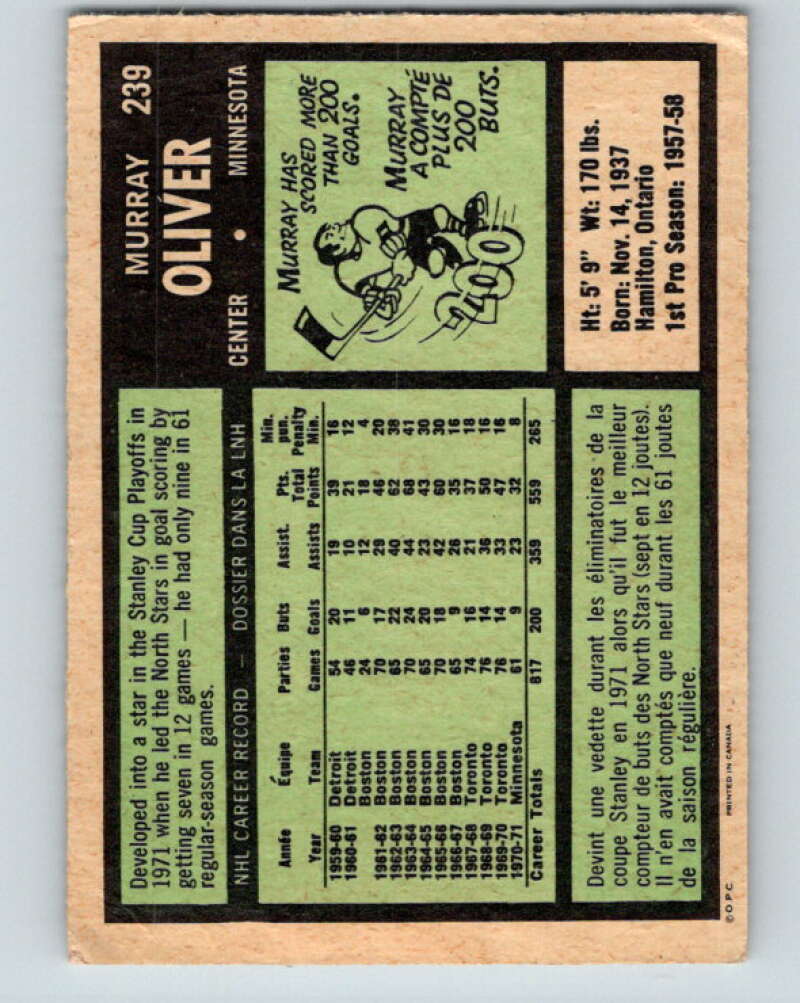 MURRAY 239
OLIVER
CENTER • MINNESOTA
Developed into a star in the Stanley Cup Playoffs in
1971 when he led the North Stars in goal scoring by
getting seven in 12 games — he had only nine in 61
regular-season games.
NHL CAREER RECORD — DOSSIER DANS LA LNH
Année Équipe Parties Buts Assist. Pts. Total Min. pun. Penalty
Year Team Games Goals Assists Points Min.
1959-60 Detroit 54 20 19 39 16
1960-61 Detroit 46 11 10 21 12
Boston 24 6 12 18 4
1961-62 Boston 70 17 29 46 20
1962-63 Boston 65 22 40 62 38
1963-64 Boston 70 24 44 68 41
1964-65 Boston 65 20 23 43 30
1965-66 Boston 70 18 42 60 30
1966-67 Boston 65 9 26 35 16
1967-68 Toronto 74 16 21 37 18
1968-69 Toronto 76 14 36 50 16
1969-70 Toronto 76 14 33 47 16
1970-71 Minnesota 61 9 23 32 8
Career Totals 817 200 359 559 265
MURRAY HAS
SCORED MORE
THAN 200
GOALS.
MURRAY
A COMPTÉ
PLUS DE
200
BUTS.
200
Devint une vedette durant les éliminatoires de la
coupe Stanley en 1971 alors qu'il fut le meilleur
compteur de buts des North Stars (sept en 12 joutes).
Il n'en avait comptés que neuf durant les 61 joutes
de la saison régulière.
Ht: 5' 9" Wt: 170 lbs.
Born: Nov. 14, 1937
Hamilton, Ontario
1st Pro Season: 1957-58
© O.P.C. PRINTED IN CANADA